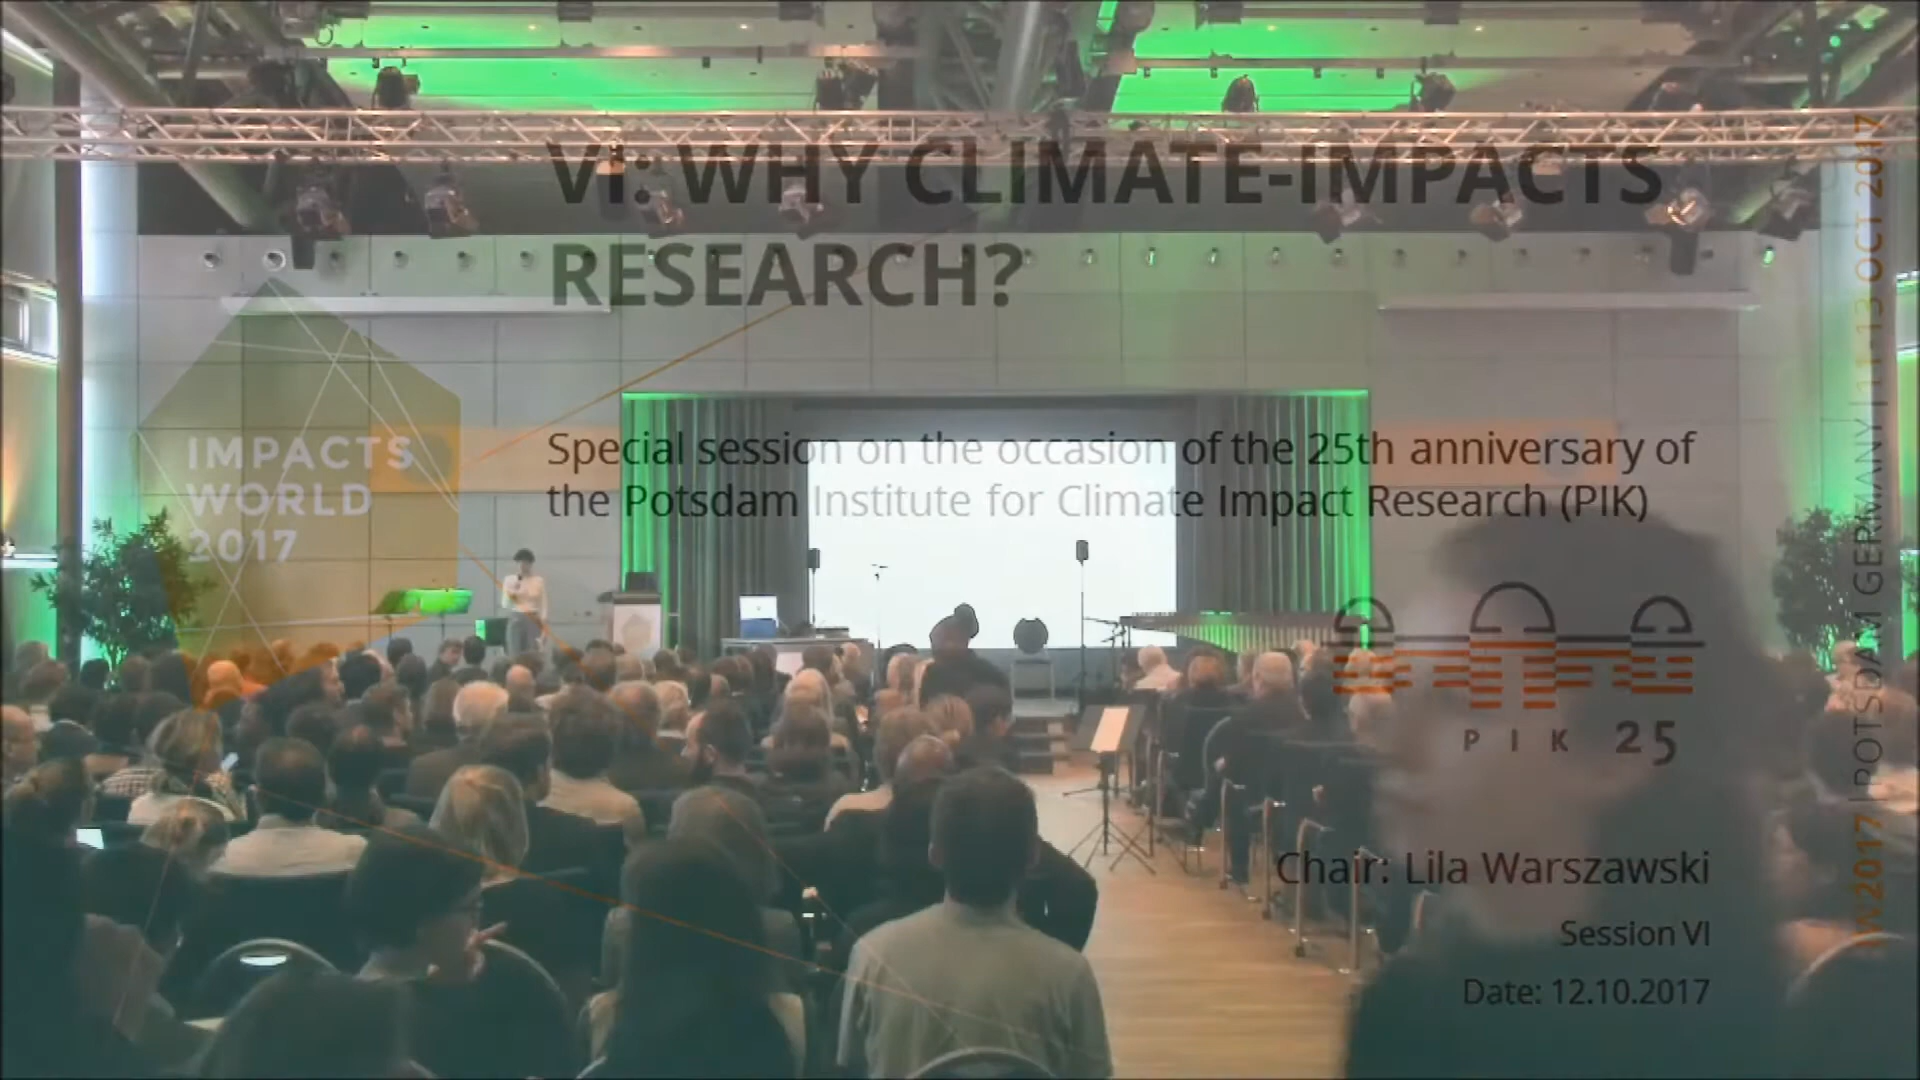 VI: WHY CLIMATE-IMPACTS
RESEARCH?
IMPACTS
WORLD
2017
Special session on the occasion of the 25th anniversary of
the Potsdam Institute for Climate Impact Research (PIK)
PIK 25
Chair: Lila Warszawski
Session VI
Date: 12.10.2017
IW2017 | POTSDAM GERMANY | 11-13 OCT 2017